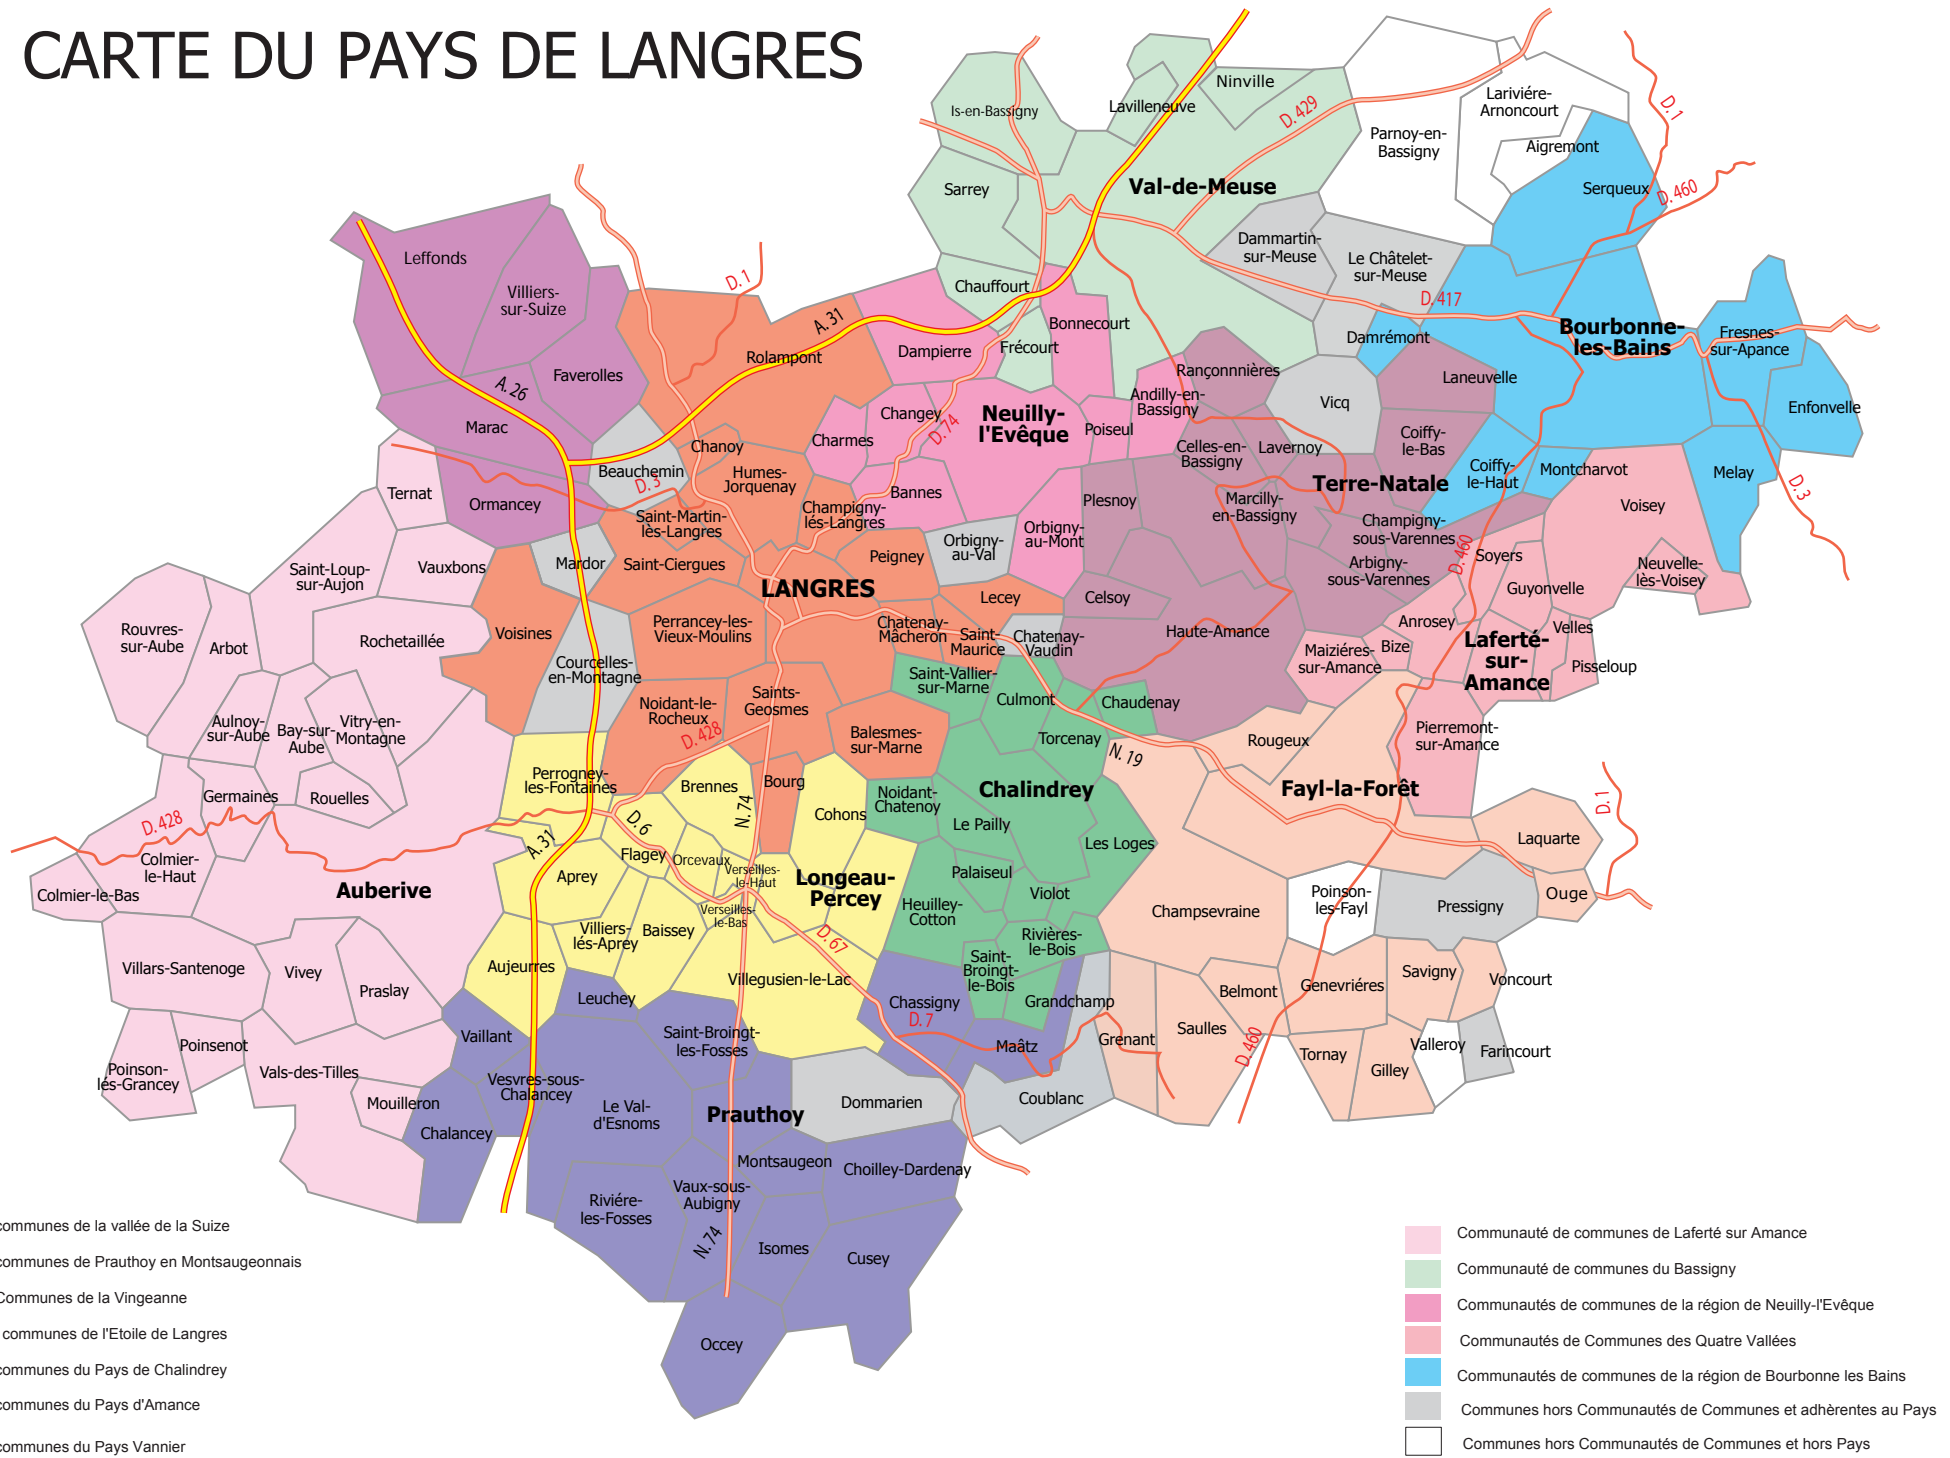 CARTE DU PAYS DE LANGRES
Is-en-Bassigny
Lavilleneuve
Ninville
D. 429
Lariviére-
Arnoncourt
D. 1
Parnoy-en-
Bassigny
Aigremont
Sarrey
Val-de-Meuse
Serqueux
D. 460
Leffonds
Dammartin-
sur-Meuse
Le Châtelet-
sur-Meuse
Villiers-
sur-Suize
D. 1
Chauffourt
D. 417
A. 31
Bonnecourt
Bourbonne-
les-Bains
Fresnes-
sur-Apance
Rolampont
Dampierre
Frécourt
Damrémont
Faverolles
A. 26
Rançonnnières
Laneuvelle
Andilly-en-
Bassigny
Vicq
Enfonvelle
Marac
Changey
Neuilly-
l'Evêque
D. 74
Charmes
Poiseul
Chanoy
Celles-en-
Bassigny
Lavernoy
Coiffy-
le-Bas
Beauchemin
D. 3
Humes-
Jorquenay
Coiffy-
le-Haut
Montcharvot
Melay
D. 3
Ternat
Ormancey
Bannes
Plesnoy
Terre-Natale
Marcilly-
en-Bassigny
Voisey
Champigny-
lés-Langres
Saint-Martin-
lès-Langres
Orbigny-
au-Mont
Champigny-
sous-Varennes
Vauxbons
Mardor
Saint-Ciergues
Peigney
Orbigny-
au-Val
D. 460
Soyers
Saint-Loup-
sur-Aujon
LANGRES
Arbigny-
sous-Varennes
Guyonvelle
Neuvelle-
lès-Voisey
Lecey
Celsoy
Rouvres-
sur-Aube
Arbot
Rochetaillée
Voisines
Perrancey-les-
Vieux-Moulins
Chatenay-
Mâcheron
Saint-
Maurice
Chatenay-
Vaudin
Haute-Amance
Anrosey
Velles
Maiziéres-
sur-Amance
Bize
Laferté-
sur-
Amance
Pisseloup
Courcelles-
en-Montagne
Saint-Vallier-
sur-Marne
Culmont
Chaudenay
Noidant-le-
Rocheux
Saints-
Geosmes
Aulnoy-
sur-Aube
Bay-sur-
Aube
Vitry-en-
Montagne
D. 428
Balesmes-
sur-Marne
Torcenay
N. 19
Rougeux
Pierremont-
sur-Amance
Perrogney-
les-Fontaines
Brennes
Bourg
Chalindrey
Fayl-la-Forêt
Germaines
Rouelles
N. 74
Cohons
Noidant-
Chatenoy
D. 1
D. 428
D. 6
Le Pailly
Les Loges
Laquarte
A. 31
Flagey
Orcevaux
Verseilles-
le-Haut
Longeau-
Percey
Colmier-
le-Haut
Colmier-le-Bas
Auberive
Aprey
Palaiseul
Violot
Poinson-
les-Fayl
Ouge
Verseilles-
le-Bas
Heuilley-
Cotton
Champsevraine
Pressigny
Villiers-
lés-Aprey
Baissey
D. 67
Rivières-
le-Bois
Villars-Santenoge
Vivey
Aujeurres
Villegusien-le-Lac
Saint-
Broingt-
le-Bois
Savigny
Voncourt
Praslay
Leuchey
Chassigny
Grandchamp
Belmont
Genevriéres
D. 7
Saulles
Vaillant
Saint-Broingt-
les-Fosses
Maâtz
Grenant
D. 460
Valleroy
Farincourt
Poinsenot
Tornay
Poinson-
lés-Grancey
Vals-des-Tilles
Gilley
Vesvres-sous-
Chalancey
Mouilleron
Le Val-
d'Esnoms
Prauthoy
Dommarien
Coublanc
Chalancey
Montsaugeon
Choilley-Dardenay
Vaux-sous-
Aubigny
Riviére-
les-Fosses
N. 74
Isomes
Cusey
Occey
communes de la vallée de la Suize
communes de Prauthoy en Montsaugeonnais
Communes de la Vingeanne
communes de l'Etoile de Langres
communes du Pays de Chalindrey
communes du Pays d'Amance
communes du Pays Vannier
Communauté de communes de Laferté sur Amance
Communauté de communes du Bassigny
Communautés de communes de la région de Neuilly-l'Evêque
Communautés de Communes des Quatre Vallées
Communautés de communes de la région de Bourbonne les Bains
Communes hors Communautés de Communes et adhèrentes au Pays
Communes hors Communautés de Communes et hors Pays